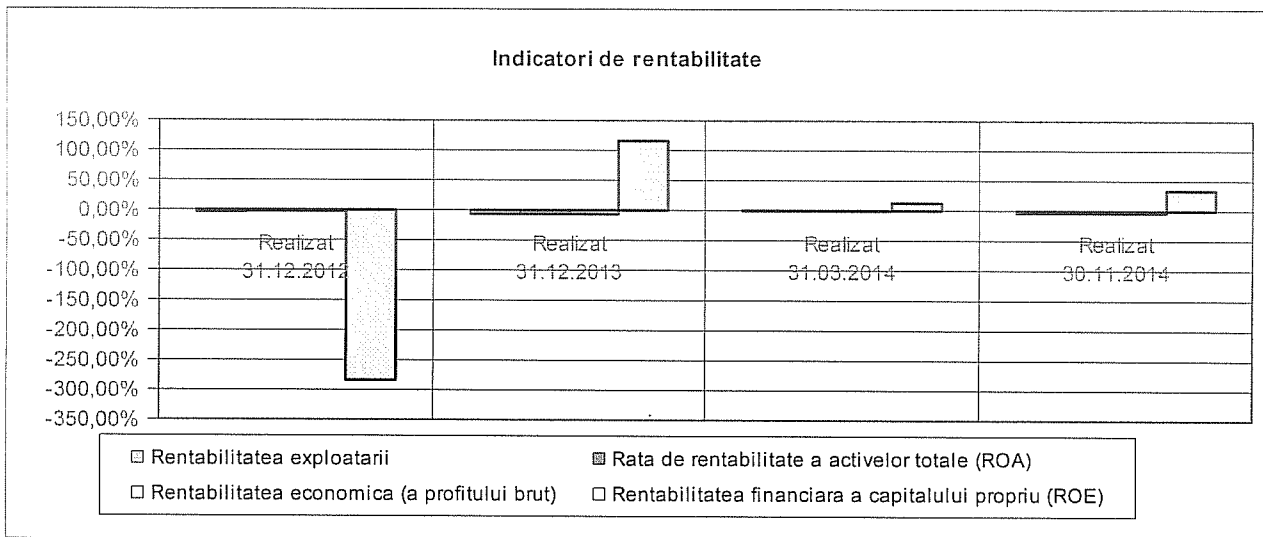 Indicatori de rentabilitate
150,00%
100,00%
50,00%
0,00%
-50,00%
-100,00%
-150,00%
-200,00%
-250,00%
-300,00%
-350,00%
Realizat
31.12.2012
Realizat
31.12.2013
Realizat
31.03.2014
Realizat
30.11.2014
Rentabilitatea exploatarii
Rata de rentabilitate a activelor totale (ROA)
Rentabilitatea economica (a profitului brut)
Rentabilitatea financiara a capitalului propriu (ROE)